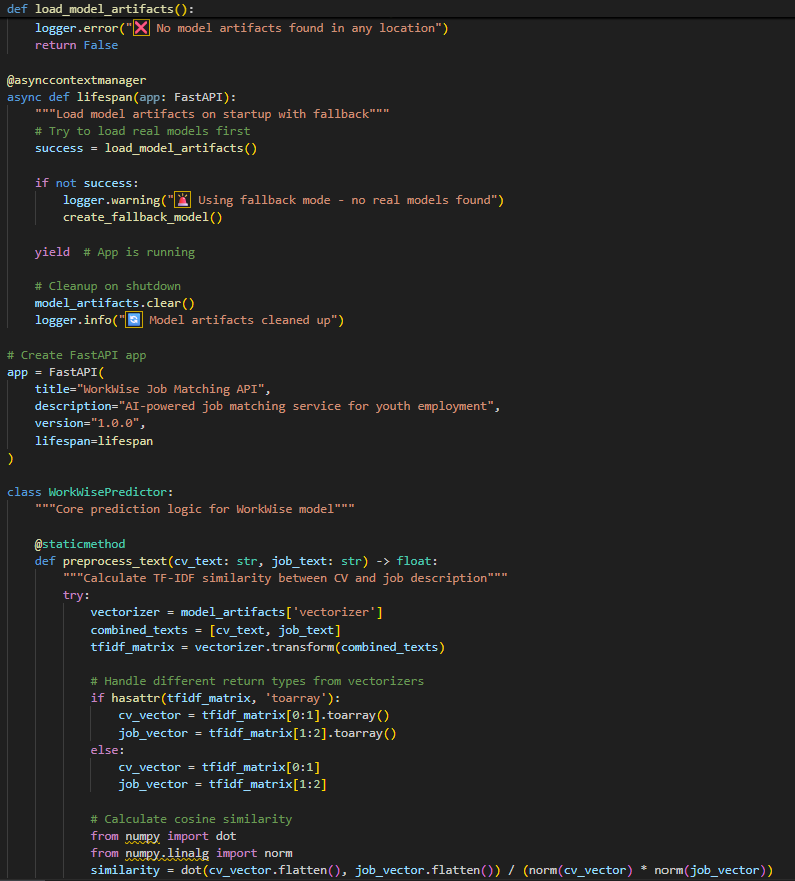 def load_model_artifacts():
    logger.error("❌ No model artifacts found in any location")
    return False

@asynccontextmanager
async def lifespan(app: FastAPI):
    """Load model artifacts on startup with fallback"""
    # Try to load real models first
    success = load_model_artifacts()

    if not success:
        logger.warning("🚨 Using fallback mode - no real models found")
        create_fallback_model()

    yield  # App is running

    # Cleanup on shutdown
    model_artifacts.clear()
    logger.info("🔄 Model artifacts cleaned up")

# Create FastAPI app
app = FastAPI(
    title="WorkWise Job Matching API",
    description="AI-powered job matching service for youth employment",
    version="1.0.0",
    lifespan=lifespan
)

class WorkWisePredictor:
    """Core prediction logic for WorkWise model"""

    @staticmethod
    def preprocess_text(cv_text: str, job_text: str) -> float:
        """Calculate TF-IDF similarity between CV and job description"""
        try:
            vectorizer = model_artifacts['vectorizer']
            combined_texts = [cv_text, job_text]
            tfidf_matrix = vectorizer.transform(combined_texts)

            # Handle different return types from vectorizers
            if hasattr(tfidf_matrix, 'toarray'):
                cv_vector = tfidf_matrix[0:1].toarray()
                job_vector = tfidf_matrix[1:2].toarray()
            else:
                cv_vector = tfidf_matrix[0:1]
                job_vector = tfidf_matrix[1:2]

            # Calculate cosine similarity
            from numpy import dot
            from numpy.linalg import norm
            similarity = dot(cv_vector.flatten(), job_vector.flatten()) / (norm(cv_vector) * norm(job_vector))